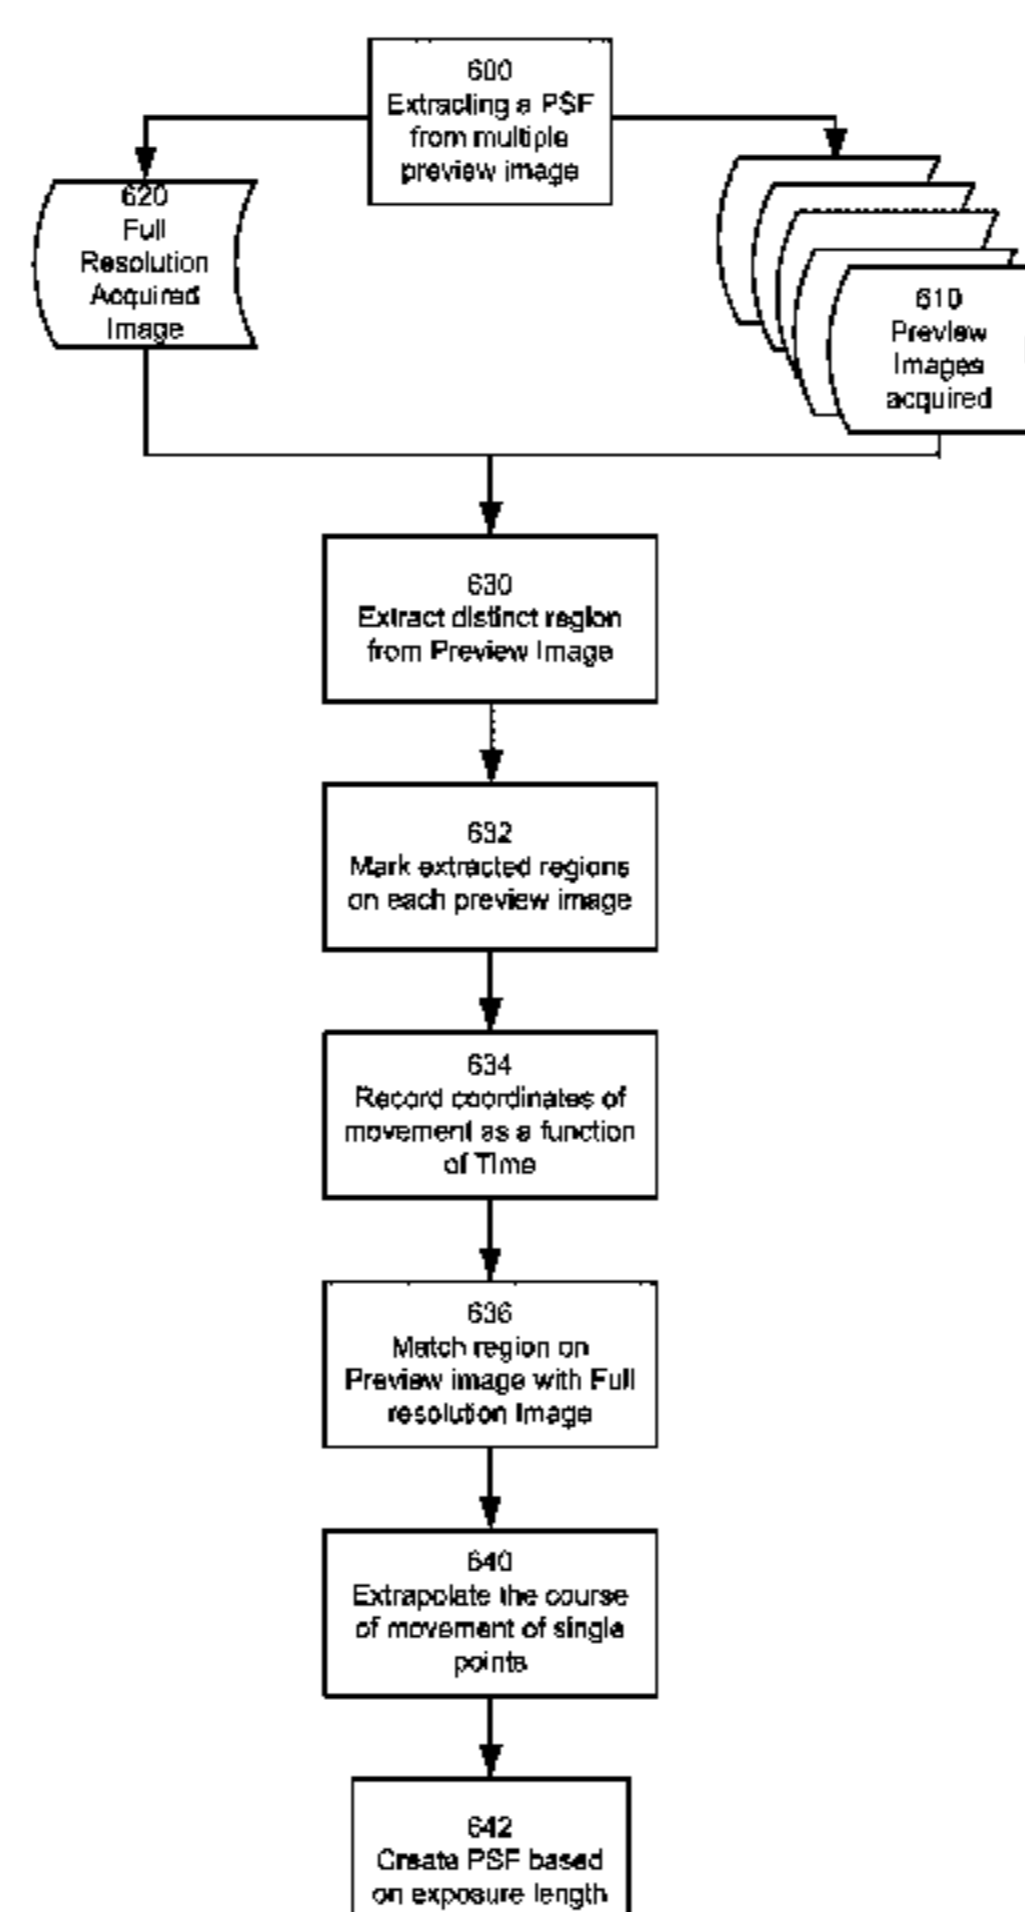 600
Extracting a PSF
from multiple
preview image
620
Full
Resolution
Acquired
Image
610
Preview
Images
acquired
630
Extract distinct region
from Preview Image
632
Mark extracted regions
on each preview image
634
Record coordinates of
movement as a function
of Time
636
Match region on
Preview image with Full
resolution Image
640
Extrapolate the course
of movement of single
points
642
Create PSF based
on exposure length